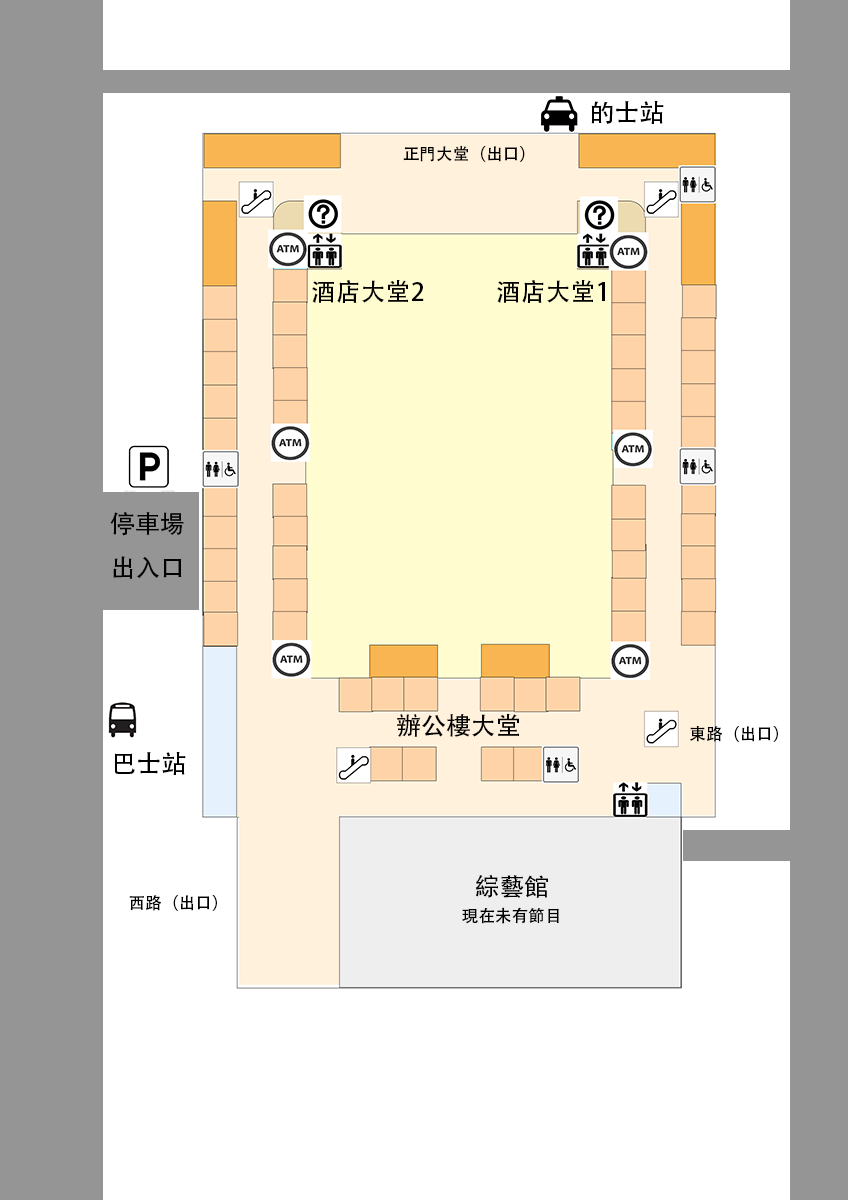 的士站
正門大堂（出口）
?
?
ATM
ATM
酒店大堂2
酒店大堂1
ATM
ATM
P
停車場
出入口
ATM
ATM
辦公樓大堂
東路（出口）
巴士站
綜藝館
現在未有節目
西路（出口）